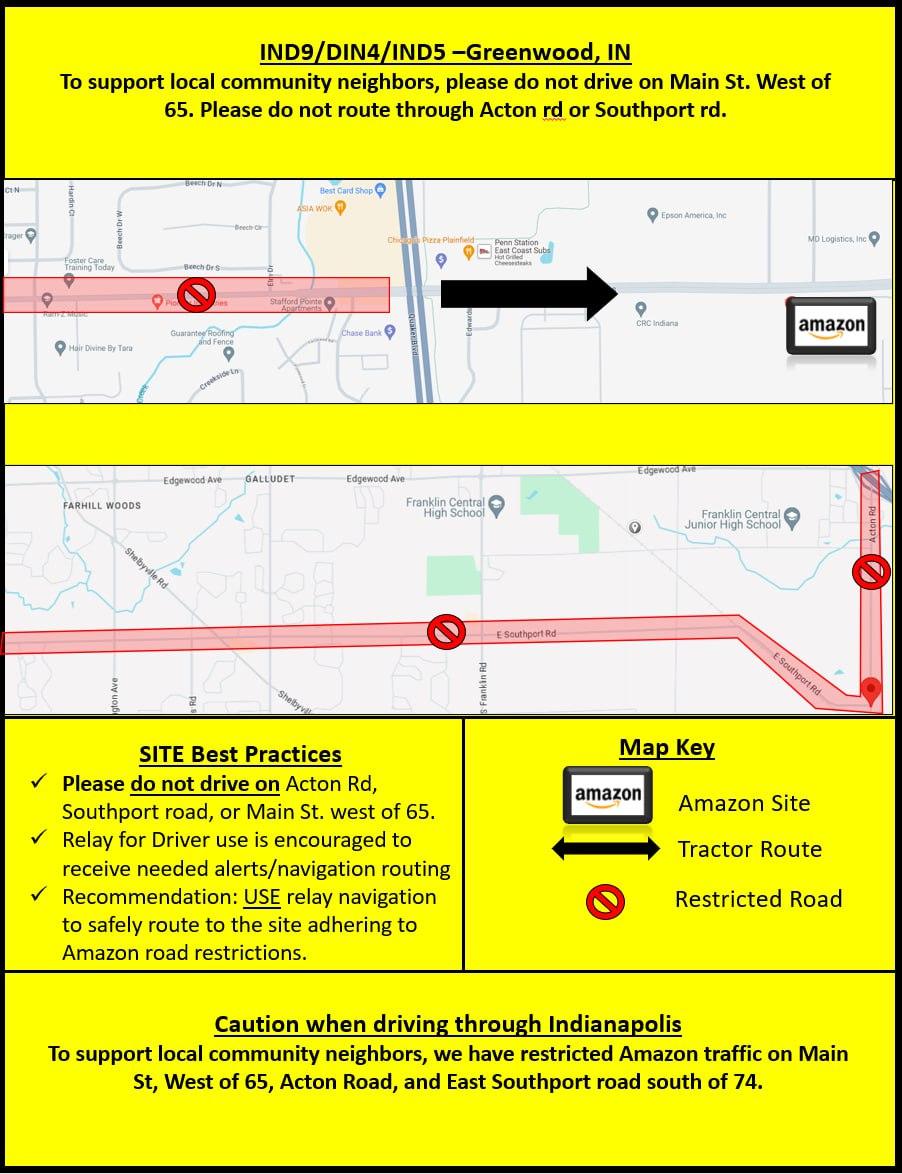 IND9/DIN4/IND5 –Greenwood, IN
To support local community neighbors, please do not drive on Main St. West of
65. Please do not route through Acton rd or Southport rd.
Ct N
Hardin Ct
Beech Dr N
Beech Dr W
Best Card Shop
ASIA WOK
Epson America, Inc
Beech Cir
rager
Chicago's Pizza Plainfield
Penn Station
East Coast Subs
Hot Grilled
Cheesesteaks
MD Logistics, Inc
Foster Care
Training Today
Beech Dr S
Elm Dr
Stafford Pointe
Apartments
amazon
Ram-Z Music
CRC Indiana
Guarantee Roofing
and Fence
Chase Bank
Quaker Blvd
Edwards
Hair Divine By Tara
Creekside Ln
Creek
Edgewood Ave
GALLUDET
Edgewood Ave
Edgewood Ave
FARHILL WOODS
Franklin Central
High School
Franklin Central
Junior High School
Acton Rd
Shelbyville Rd
E Southport Rd
E Southport Rd
S Franklin Rd
gton Ave
s Rd
Shelbyvill
SITE Best Practices
✓ Please do not drive on Acton Rd,
Southport road, or Main St. west of 65.
✓ Relay for Driver use is encouraged to
receive needed alerts/navigation routing
✓ Recommendation: USE relay navigation
to safely route to the site adhering to
Amazon road restrictions.
Map Key
amazon
Amazon Site
Tractor Route
Restricted Road
Caution when driving through Indianapolis
To support local community neighbors, we have restricted Amazon traffic on Main
St, West of 65, Acton Road, and East Southport road south of 74.